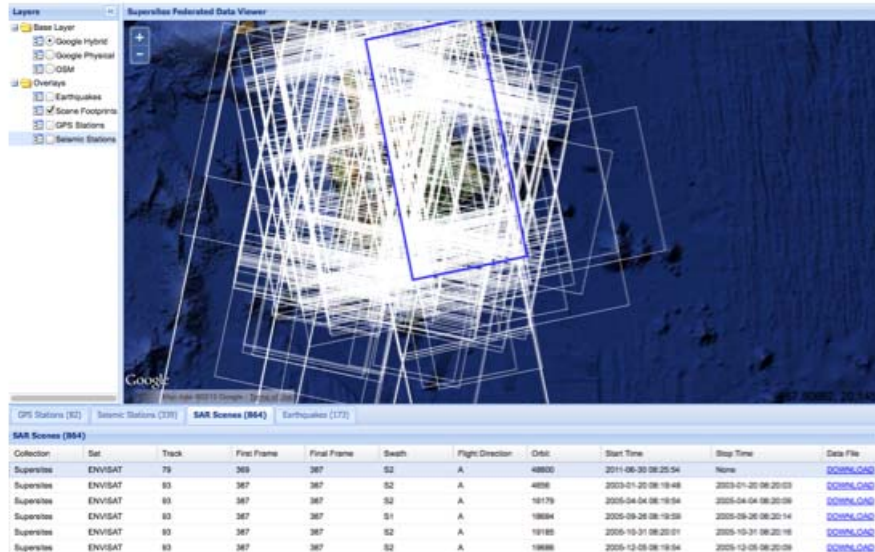 Layers
Supersites Federated Data Viewer
Base Layer
Google Hybrid
Google Physical
OSM
Overlays
Earthquakes
Scene Footprints
GPS Stations
Seismic Stations
+
−
Google
GPS Stations (82) Seismic Stations (339) SAR Scenes (864) Earthquakes (173)
SAR Scenes (864)
Collection Sat Track First Frame Final Frame Swath Flight Direction Orbit Start Time Stop Time Data File
Supersites ENVISAT 79 369 387 S2 A 48800 2011-06-30 08:25:54 None DOWNLOAD
Supersites ENVISAT 93 387 387 S2 A 4656 2003-01-20 08:19:48 2003-01-20 08:20:03 DOWNLOAD
Supersites ENVISAT 93 387 387 S2 A 16179 2005-04-04 08:19:54 2005-04-04 08:20:09 DOWNLOAD
Supersites ENVISAT 93 387 387 S1 A 18684 2005-09-26 08:19:59 2005-09-26 08:20:14 DOWNLOAD
Supersites ENVISAT 93 387 387 S2 A 19185 2005-10-31 08:20:01 2005-10-31 08:20:16 DOWNLOAD
Supersites ENVISAT 93 387 387 S2 A 19686 2005-12-05 08:19:54 2005-12-05 08:20:09 DOWNLOAD